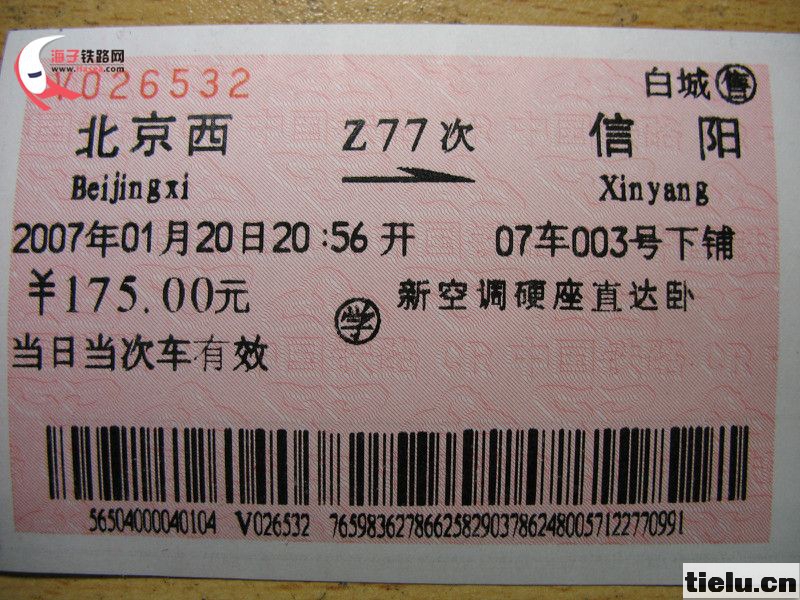 海子铁路网
V026532
白城售
北京西 Z77次 信阳
Beijingxi Xinyang
2007年01月20日20:56开 07车003号下铺
￥175.00元 新空调硬座直达卧
学
当日当次车有效
56504000040104 V026532 7659836278662582903786248005712277​0991
tielu.cn